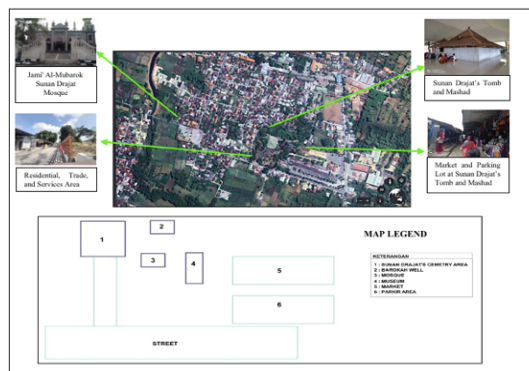 Jami' Al-Mubarok
Sunan Drajat
Mosque
Sunan Drajat's Tomb
and Mashad
Residential, Trade,
and Services Area
Market and Parking
Lot at Sunan Drajat's
Tomb and Mashad
MAP LEGEND
KETERANGAN
1 : SUNAN DRAJAT'S CEMETRY AREA
2 : BAROKAH WELL
3 : MOSQUE
4 : MUSEUM
5 : MARKET
6 : PARKIR AREA
1
2
3
4
5
6
STREET